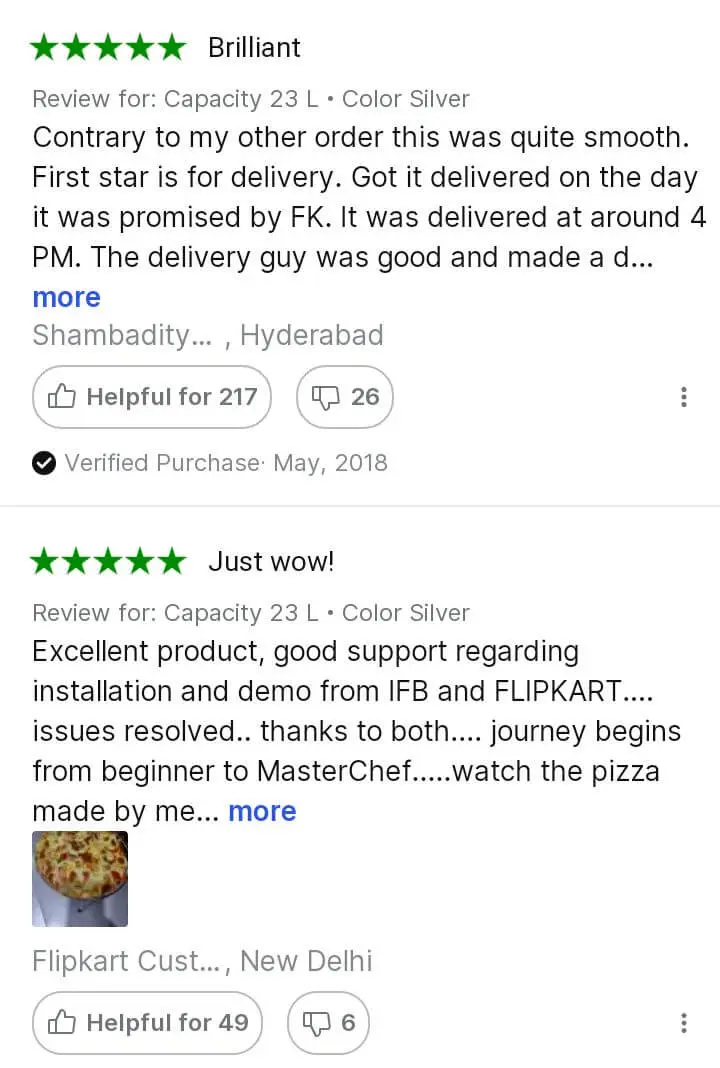 Brilliant
Review for: Capacity 23 L • Color Silver
Contrary to my other order this was quite smooth.
First star is for delivery. Got it delivered on the day
it was promised by FK. It was delivered at around 4
PM. The delivery guy was good and made a d...
more
Shambadity... , Hyderabad
Helpful for 217 26
Verified Purchase· May, 2018
Just wow!
Review for: Capacity 23 L • Color Silver
Excellent product, good support regarding
installation and demo from IFB and FLIPKART....
issues resolved.. thanks to both.... journey begins
from beginner to MasterChef.....watch the pizza
made by me... more
Flipkart Cust..., New Delhi
Helpful for 49 6